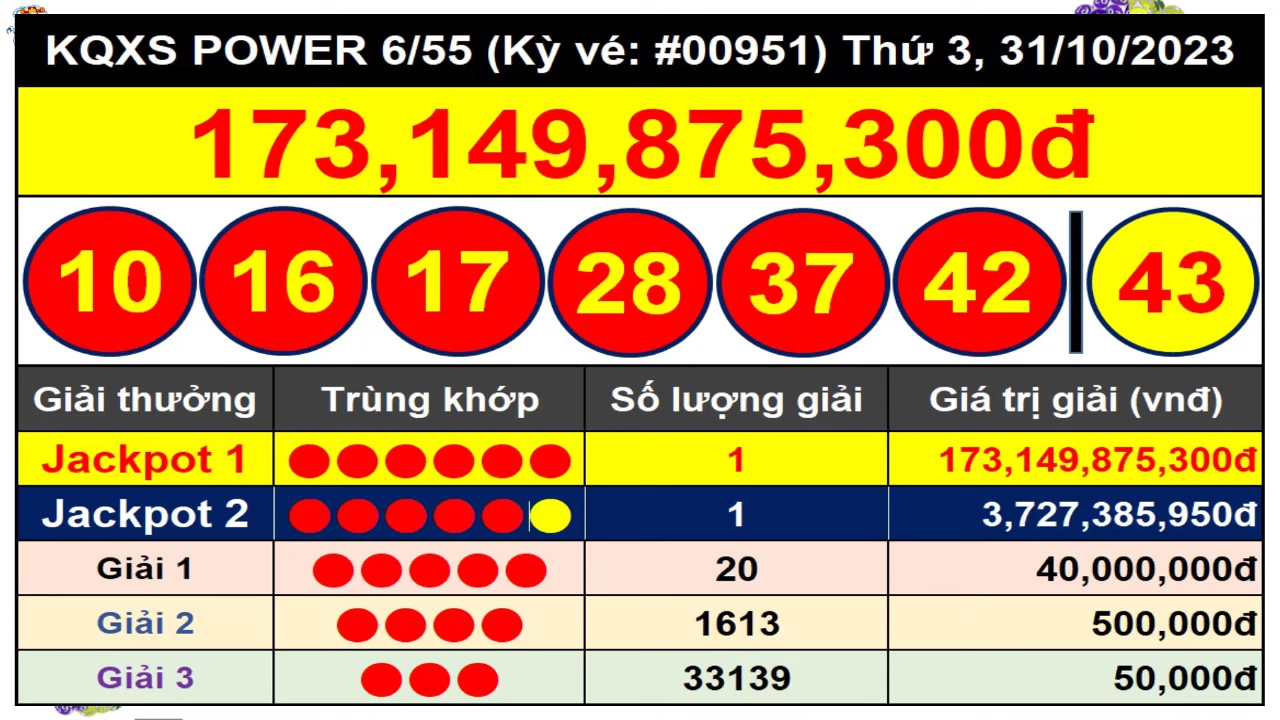 KQXS POWER 6/55 (Kỳ vé: #00951) Thứ 3, 31/10/2023
173,149,875,300đ
10 16 17 28 37 42 43
Giải thưởng Trùng khớp Số lượng giải Giá trị giải (vnđ)
Jackpot 1 1 173,149,875,300đ
Jackpot 2 1 3,727,385,950đ
Giải 1 20 40,000,000đ
Giải 2 1613 500,000đ
Giải 3 33139 50,000đ